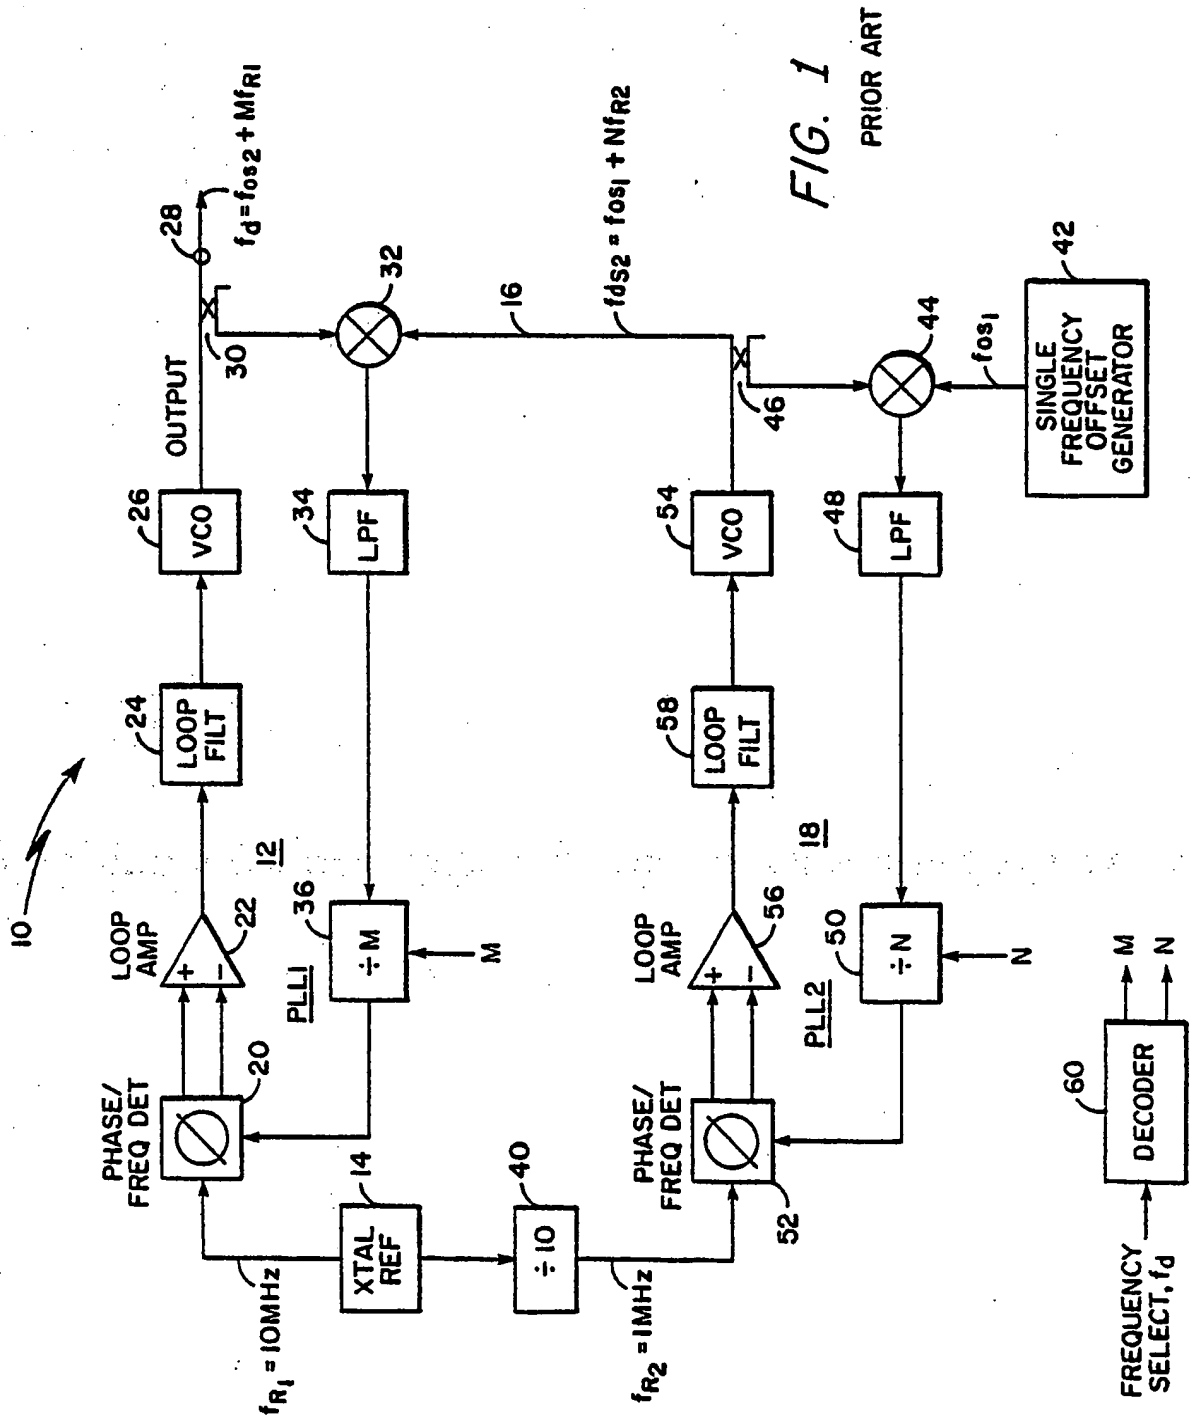 10
PHASE/
FREQ DET
20
LOOP
AMP
+
−
22
24
LOOP
FILT
26
VCO
OUTPUT
28
fd = fos2 + MfR1
30
12
PLL1
36
÷M
M
34
LPF
32
fR1 = 10MHz
14
XTAL
REF
40
÷10
fR2 = 1MHz
16
fds2 = fos1 + NfR2
PHASE/
FREQ DET
52
LOOP
AMP
+
−
56
58
LOOP
FILT
54
VCO
46
18
PLL2
50
÷N
N
48
LPF
44
fos1
42
SINGLE
FREQUENCY
OFFSET
GENERATOR
FREQUENCY
SELECT, fd
60
DECODER
M
N
FIG. 1
PRIOR ART